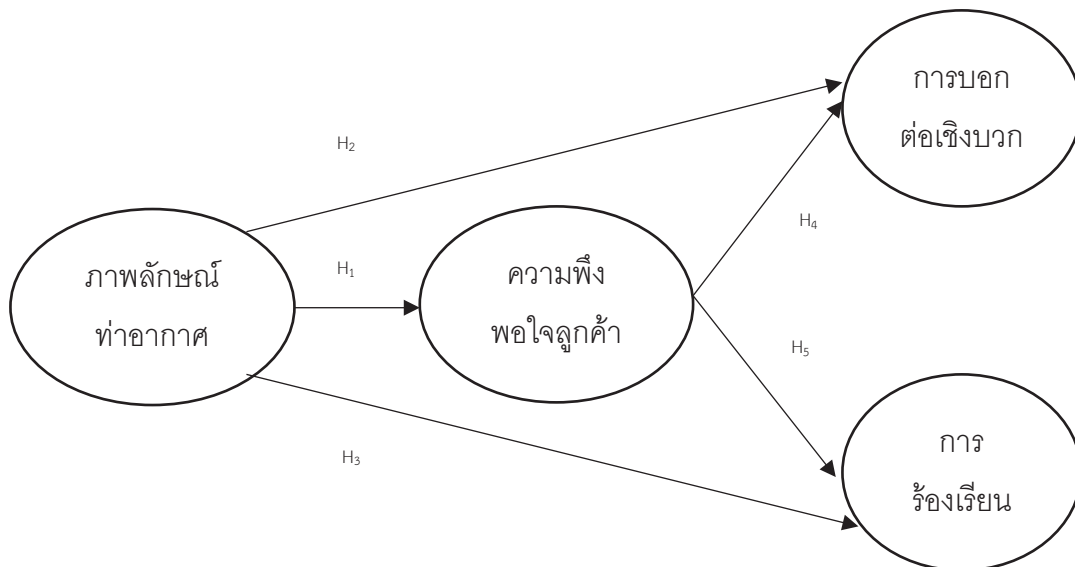 การบอก
ต่อเชิงบวก
H₂
H₄
ภาพลักษณ์
ท่าอากาศ
H₁
ความพึง
พอใจลูกค้า
H₅
H₃
การ
ร้องเรียน